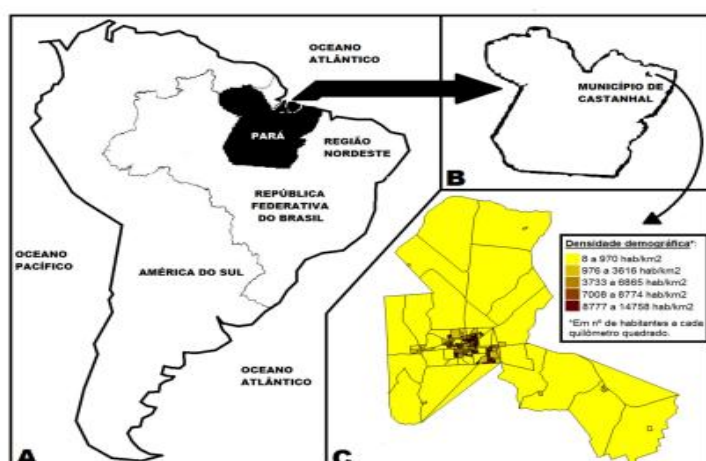 OCEANO
ATLÂNTICO
PARÁ
REGIÃO
NORDESTE
REPÚBLICA
FEDERATIVA
DO BRASIL
OCEANO
PACÍFICO
AMÉRICA DO SUL
OCEANO
ATLÂNTICO
A
MUNICÍPIO DE
CASTANHAL
B
Densidade demográfica*:
8 a 970 hab/km2
976 a 3616 hab/km2
3733 a 6865 hab/km2
7008 a 8774 hab/km2
8777 a 14758 hab/km2
*Em nº de habitantes a cada
quilômetro quadrado.
C